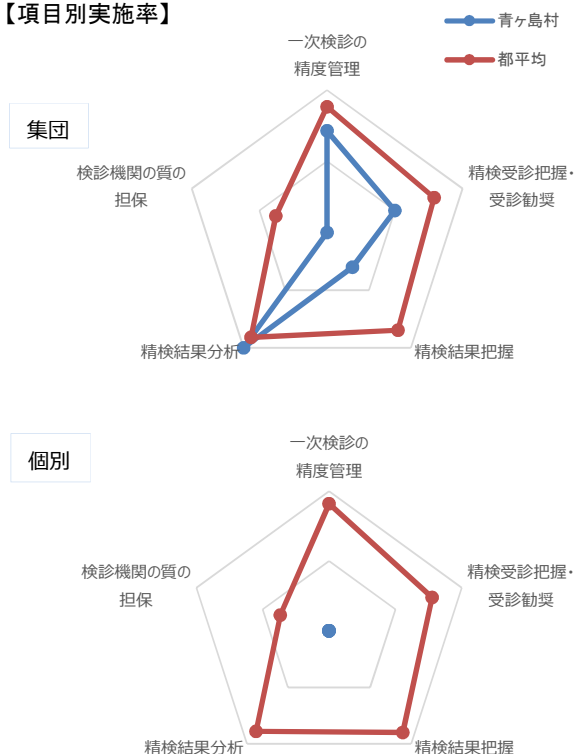 【項目別実施率】
青ヶ島村
都平均
集団
一次検診の
精度管理
検診機関の質の
担保
精検受診把握・
受診勧奨
精検結果分析
精検結果把握
個別
一次検診の
精度管理
検診機関の質の
担保
精検受診把握・
受診勧奨
精検結果分析
精検結果把握